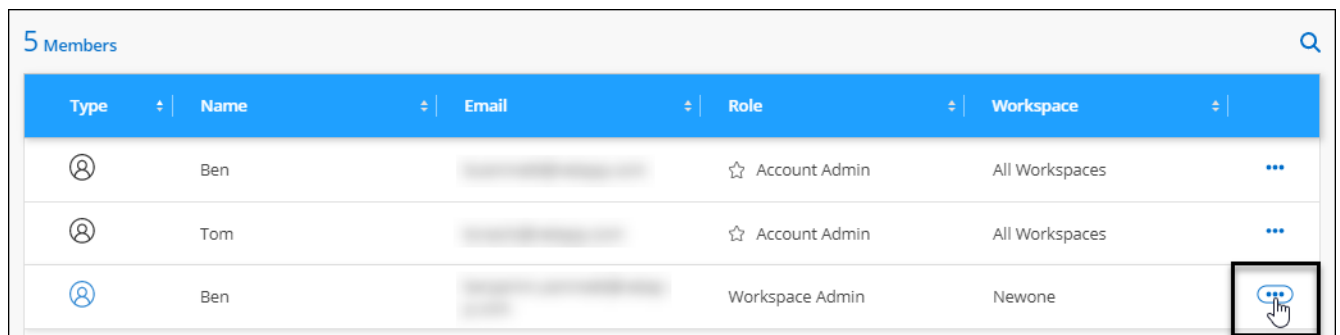 5 Members
Type Name Email Role Workspace
Ben Account Admin All Workspaces
Tom Account Admin All Workspaces
Ben Workspace Admin Newone